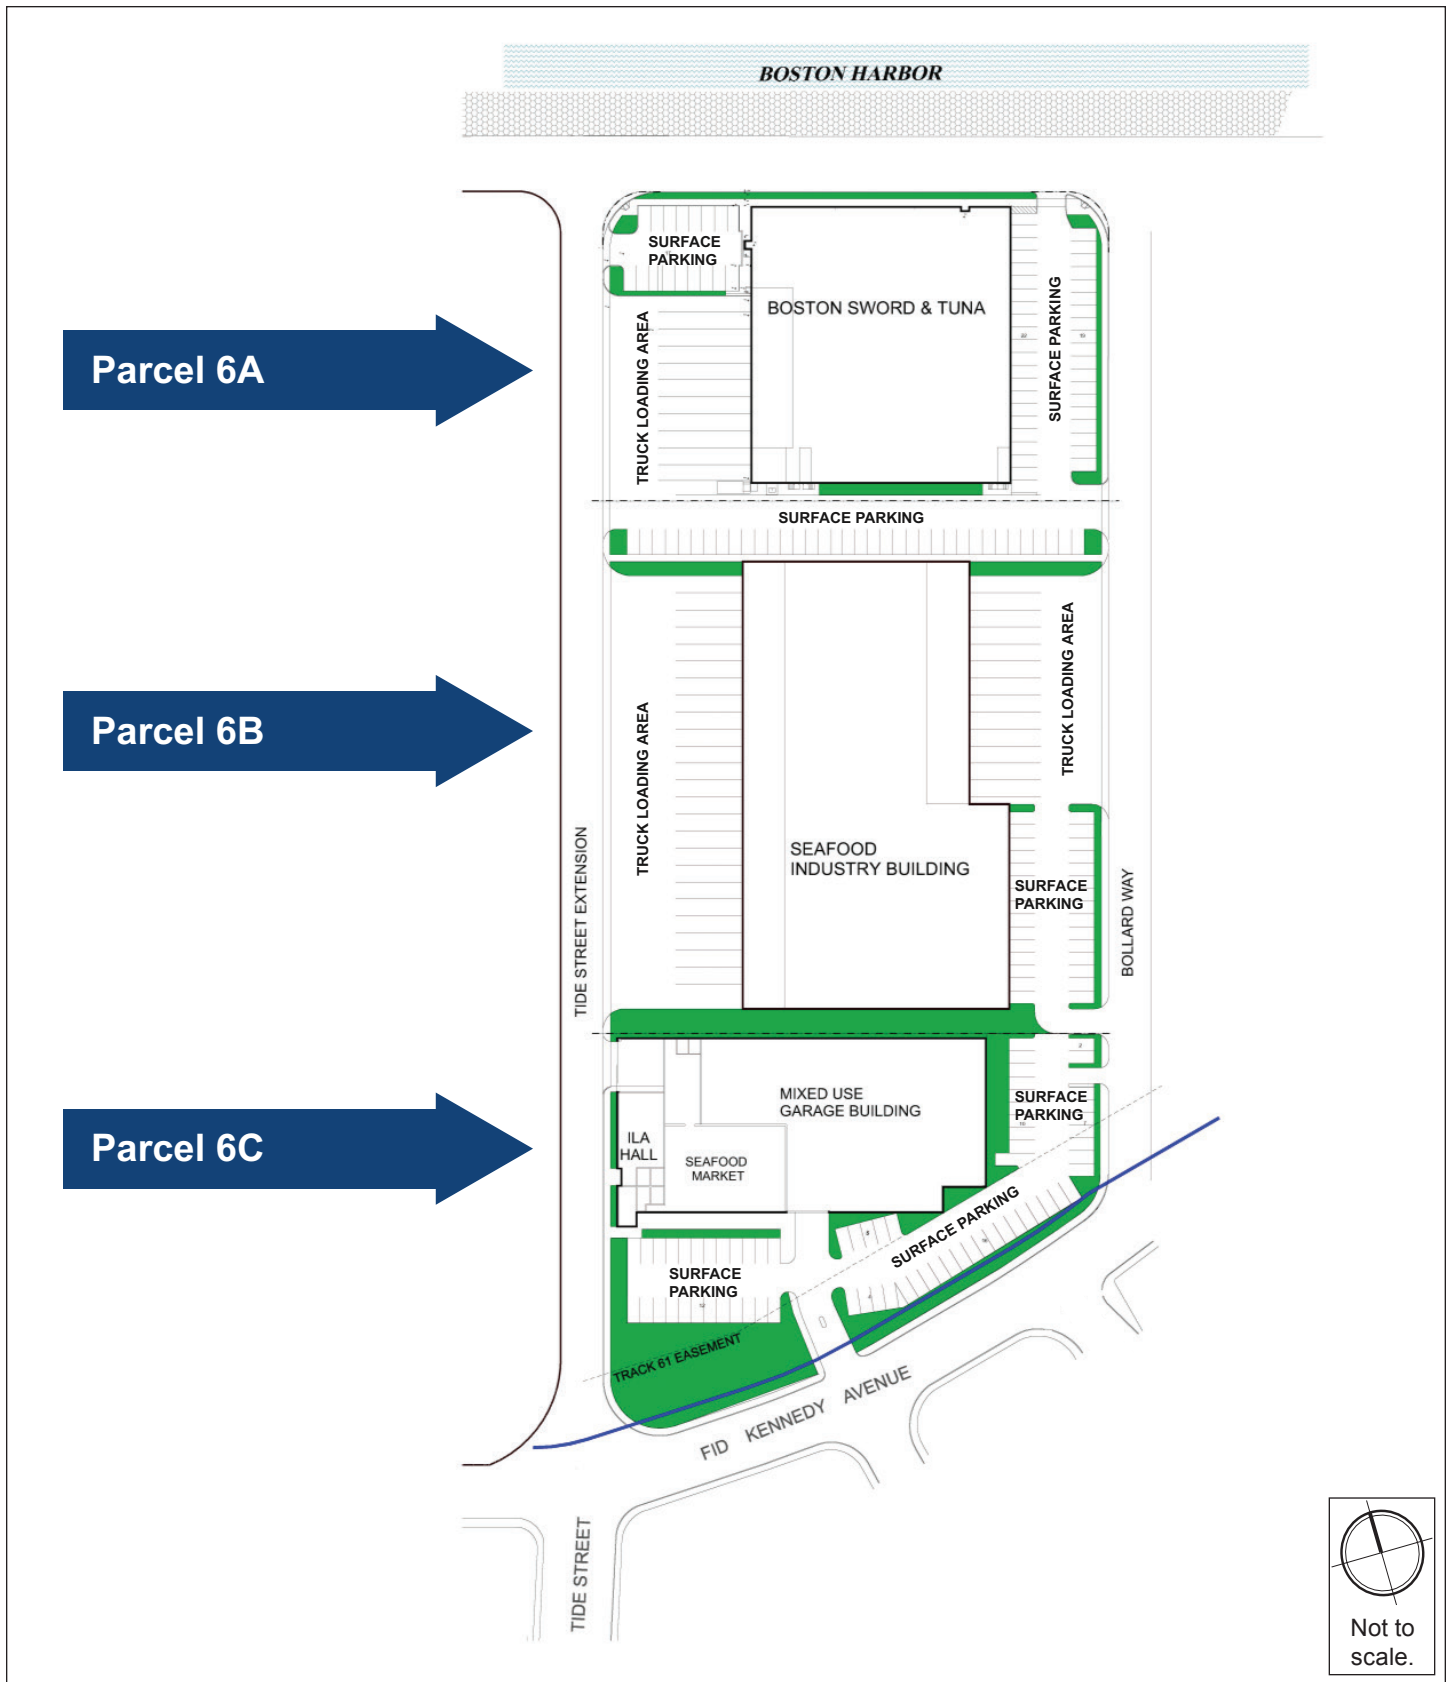 BOSTON HARBOR
SURFACE
PARKING
BOSTON SWORD & TUNA
SURFACE PARKING
TRUCK LOADING AREA
Parcel 6A
SURFACE PARKING
TRUCK LOADING AREA
TRUCK LOADING AREA
Parcel 6B
SEAFOOD
INDUSTRY BUILDING
SURFACE
PARKING
TIDE STREET EXTENSION
BOLLARD WAY
MIXED USE
GARAGE BUILDING
SURFACE
PARKING
Parcel 6C
ILA
HALL
SEAFOOD
MARKET
SURFACE PARKING
SURFACE
PARKING
TRACK 61 EASEMENT
FID KENNEDY AVENUE
TIDE STREET
Not to
scale.